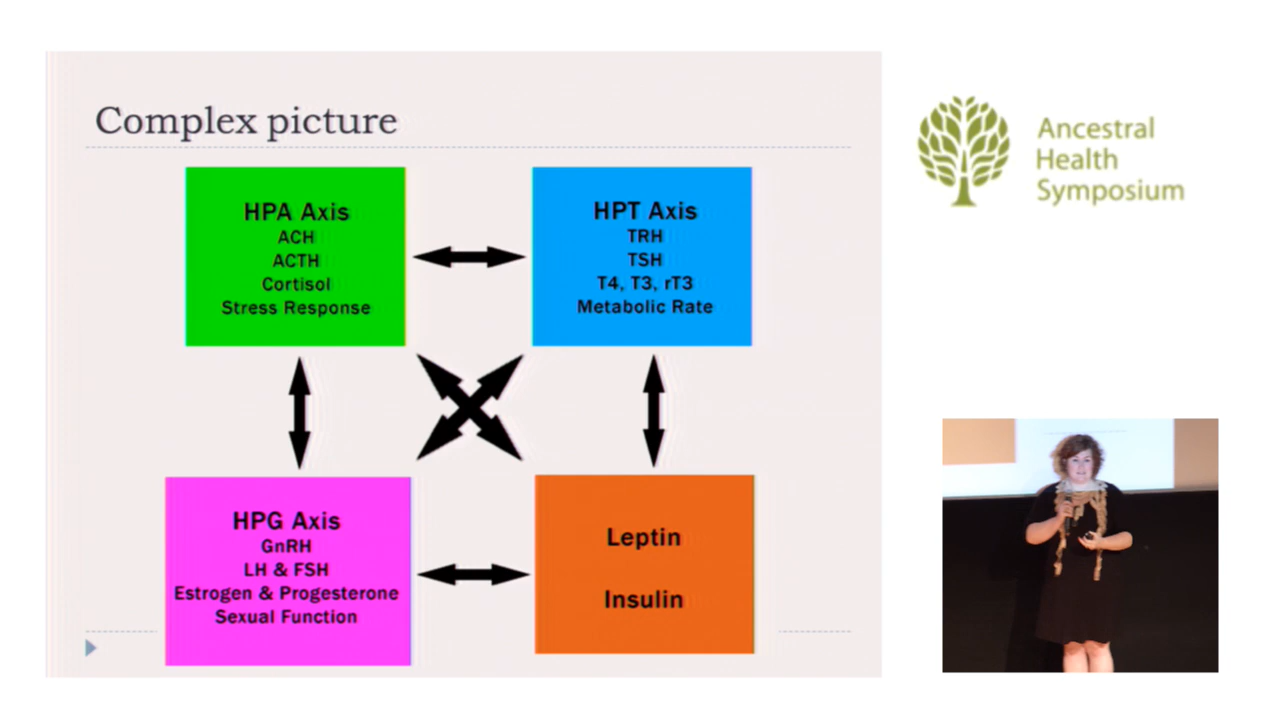 Complex picture
HPA Axis
ACH
ACTH
Cortisol
Stress Response
HPT Axis
TRH
TSH
T4, T3, rT3
Metabolic Rate
HPG Axis
GnRH
LH & FSH
Estrogen & Progesterone
Sexual Function
Leptin
Insulin
Ancestral
Health
Symposium